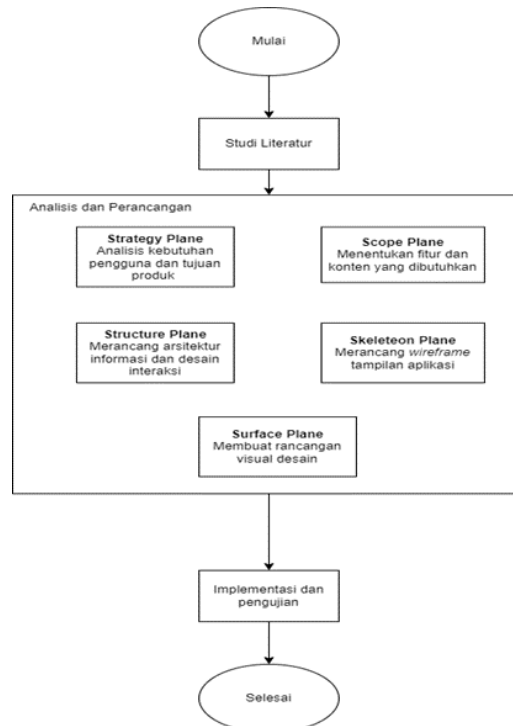 Mulai
Studi Literatur
Analisis dan Perancangan
Strategy Plane
Analisis kebutuhan
pengguna dan tujuan
produk
Scope Plane
Menentukan fitur dan
konten yang dibutuhkan
Structure Plane
Merancang arsitektur
informasi dan desain
interaksi
Skeleteon Plane
Merancang wireframe
tampilan aplikasi
Surface Plane
Membuat rancangan
visual desain
Implementasi dan
pengujian
Selesai